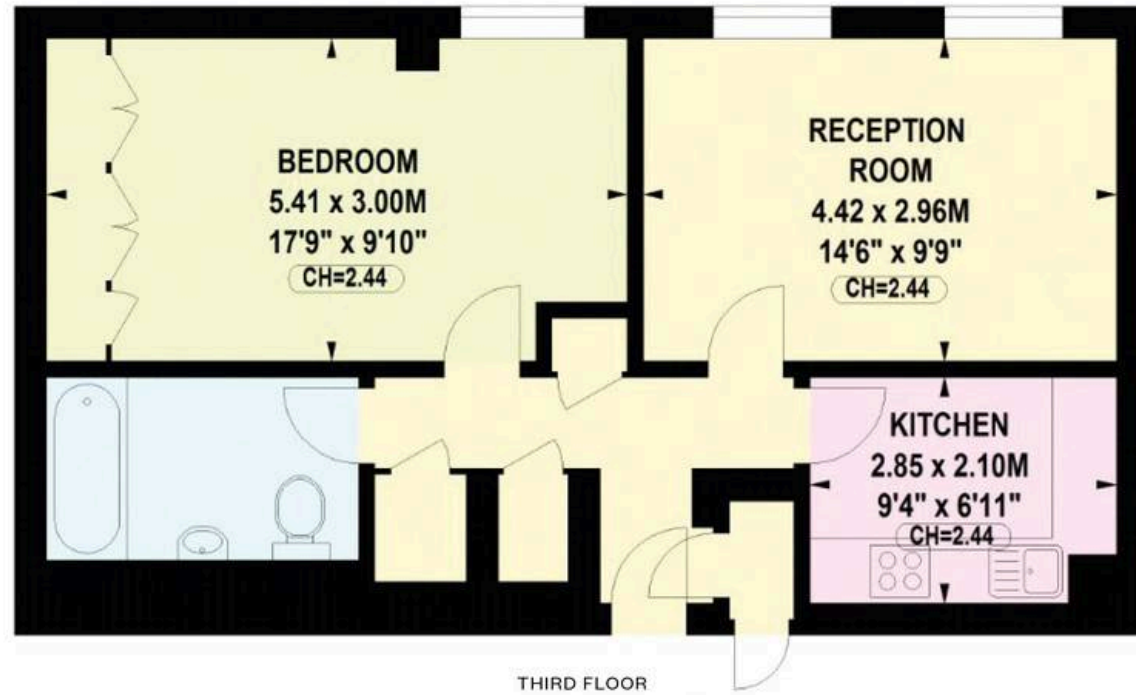 BEDROOM
5.41 x 3.00M
17'9" x 9'10"
CH=2.44
RECEPTION
ROOM
4.42 x 2.96M
14'6" x 9'9"
CH=2.44
KITCHEN
2.85 x 2.10M
9'4" x 6'11"
CH=2.44
THIRD FLOOR